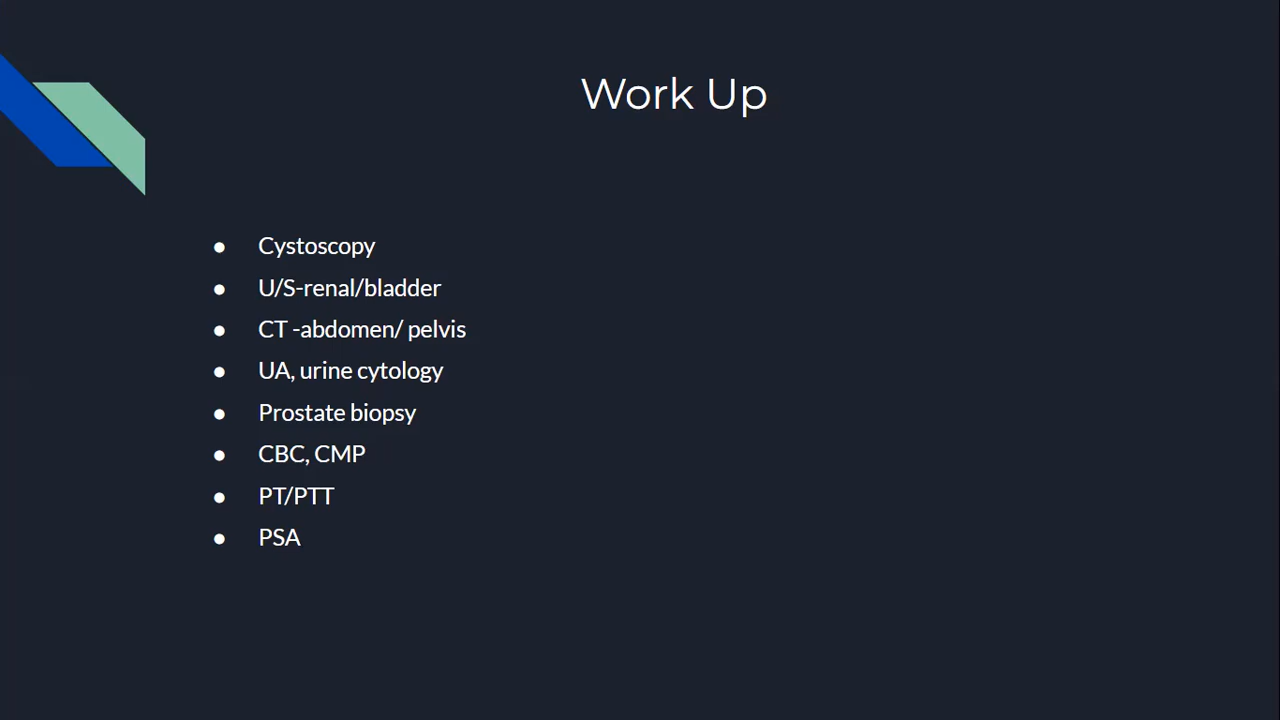 Work Up
● Cystoscopy
● U/S-renal/bladder
● CT -abdomen/ pelvis
● UA, urine cytology
● Prostate biopsy
● CBC, CMP
● PT/PTT
● PSA